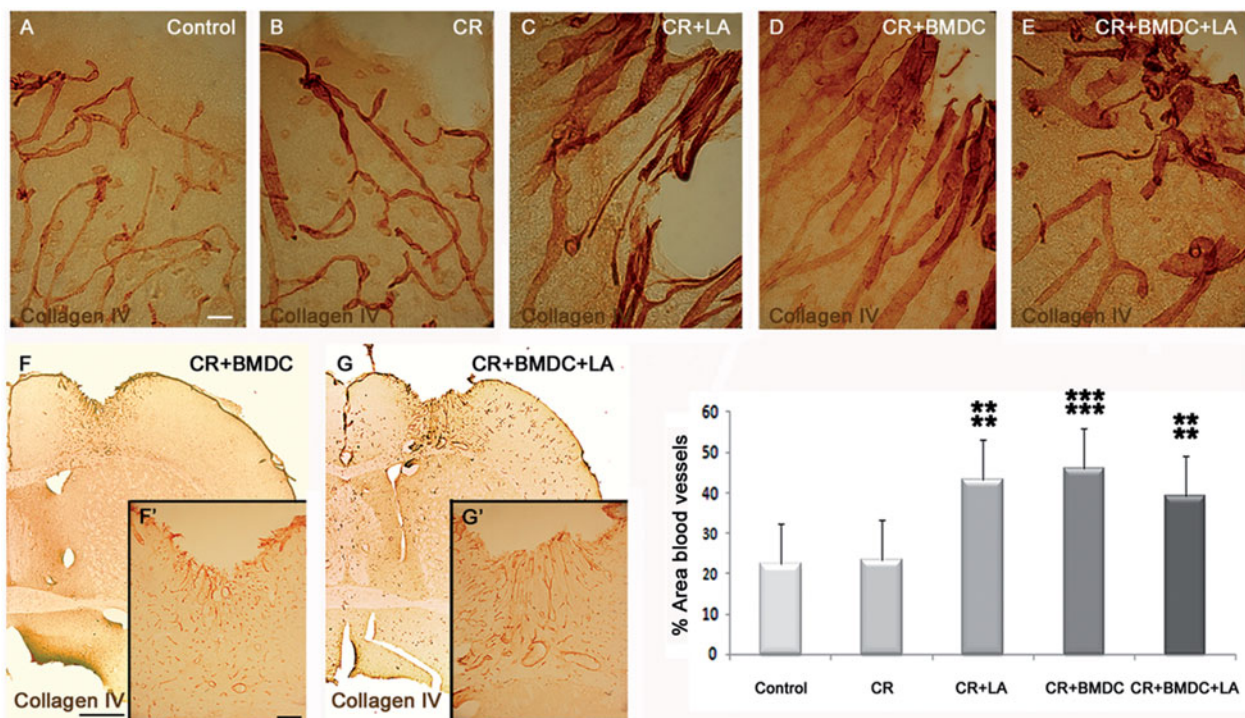 A Control
B CR
C CR+LA
D CR+BMDC
E CR+BMDC+LA
Collagen IV
Collagen IV
Collagen IV
Collagen IV
Collagen IV
F CR+BMDC
F'
Collagen IV
G CR+BMDC+LA
G'
Collagen IV
% Area blood vessels
60
50
40
30
20
10
0
**
**
***
***
**
**
Control
CR
CR+LA
CR+BMDC
CR+BMDC+LA